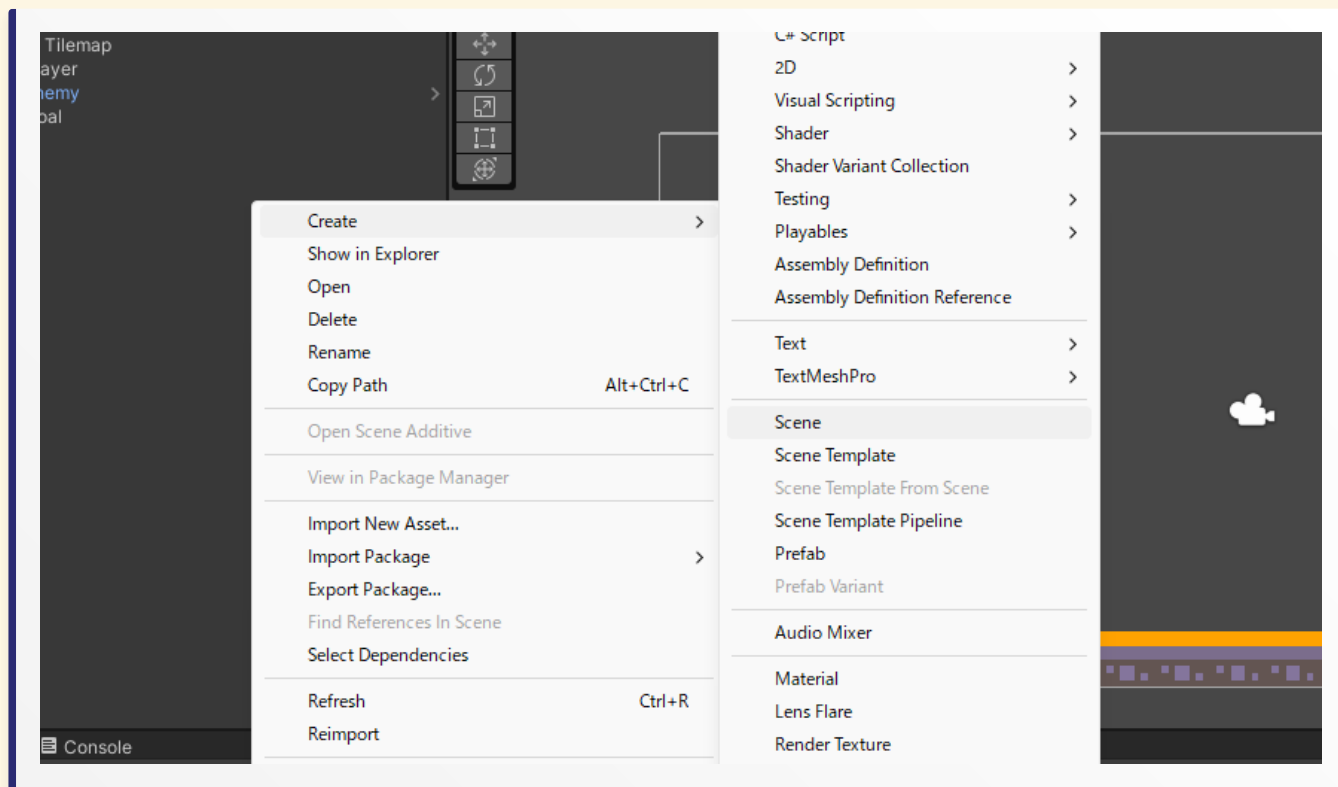 Tilemap
ayer
nemy
oal
Console
Create
Show in Explorer
Open
Delete
Rename
Copy Path Alt+Ctrl+C
Open Scene Additive
View in Package Manager
Import New Asset...
Import Package
Export Package...
Find References In Scene
Select Dependencies
Refresh Ctrl+R
Reimport
C# Script
2D
Visual Scripting
Shader
Shader Variant Collection
Testing
Playables
Assembly Definition
Assembly Definition Reference
Text
TextMeshPro
Scene
Scene Template
Scene Template From Scene
Scene Template Pipeline
Prefab
Prefab Variant
Audio Mixer
Material
Lens Flare
Render Texture